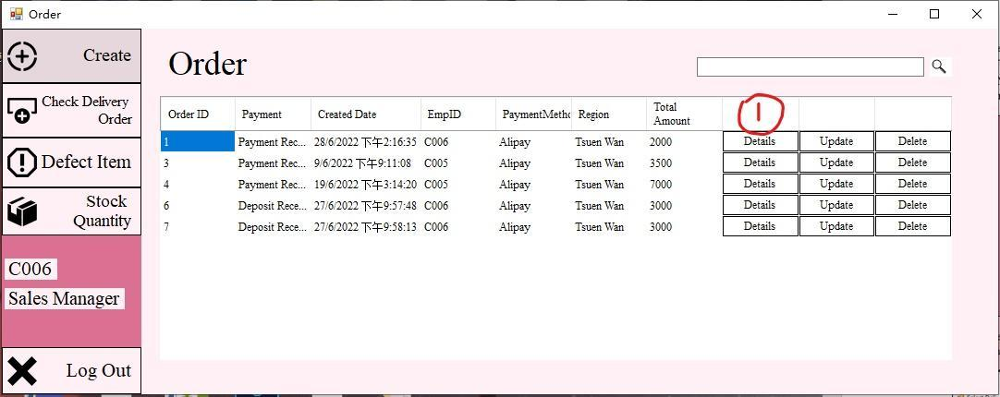 Order
Create
Check Delivery
Order
Defect Item
Stock
Quantity
C006
Sales Manager
Log Out
Order
Order ID Payment Created Date EmpID PaymentMetho Region Total Amount 1
1 Payment Rec... 28/6/2022 下午2:16:35 C006 Alipay Tsuen Wan 2000 Details Update Delete
3 Payment Rec... 9/6/2022 下午9:11:08 C005 Alipay Tsuen Wan 3500 Details Update Delete
4 Payment Rec... 19/6/2022 下午3:14:20 C005 Alipay Tsuen Wan 7000 Details Update Delete
6 Deposit Rece... 27/6/2022 下午9:57:48 C006 Alipay Tsuen Wan 3000 Details Update Delete
7 Deposit Rece... 27/6/2022 下午9:58:13 C006 Alipay Tsuen Wan 3000 Details Update Delete